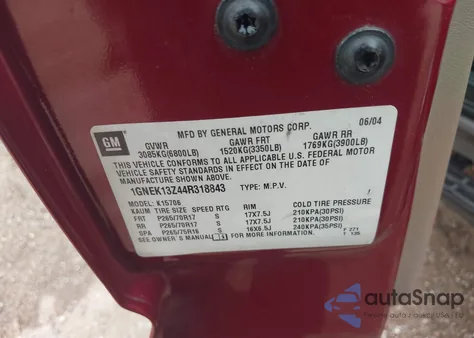 GM
MFD BY GENERAL MOTORS CORP. 06/04
GVWR GAWR FRT GAWR RR
3085KG(6800LB) 1520KG(3350LB) 1769KG(3900LB)
THIS VEHICLE CONFORMS TO ALL APPLICABLE U.S. FEDERAL MOTOR
VEHICLE SAFETY STANDARDS IN EFFECT ON THE DATE OF
MANUFACTURE SHOWN ABOVE.
1GNEK13Z44R318843 TYPE: M.P.V.
MODEL: K15706
KAUM TIRE SIZE SPEED RTG RIM COLD TIRE PRESSURE
FRT P265/70R17 S 17X7.5J 210KPA(30PSI)
RR P265/70R17 S 17X7.5J 210KPA(30PSI)
SPA P265/75R16 S 16X6.5J 240KPA(35PSI)
SEE OWNER'S MANUAL FOR MORE INFORMATION. F 271
T 135
autoSnap